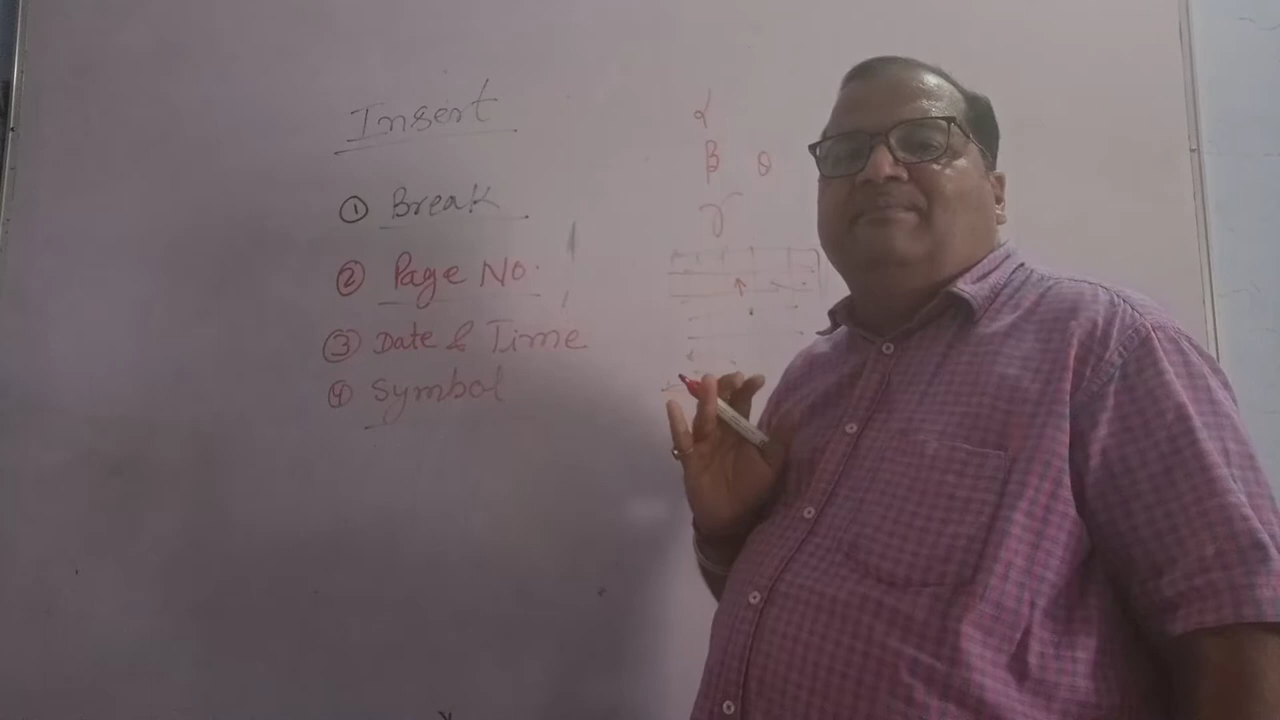 Insert
① Break
② Page No.
③ Date & Time
④ Symbol
α
β θ
γ